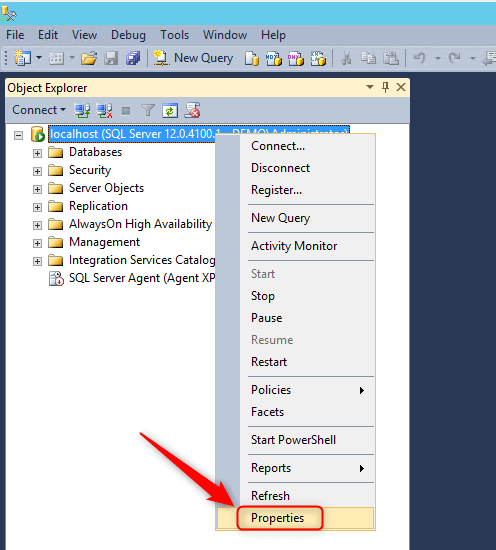 File Edit View Debug Tools Window Help
New Query
Object Explorer
Connect
localhost (SQL Server 12.0.4100.1 - DEMO\Administrator)
Databases
Security
Server Objects
Replication
AlwaysOn High Availability
Management
Integration Services Catalog
SQL Server Agent (Agent XP
Connect...
Disconnect
Register...
New Query
Activity Monitor
Start
Stop
Pause
Resume
Restart
Policies
Facets
Start PowerShell
Reports
Refresh
Properties